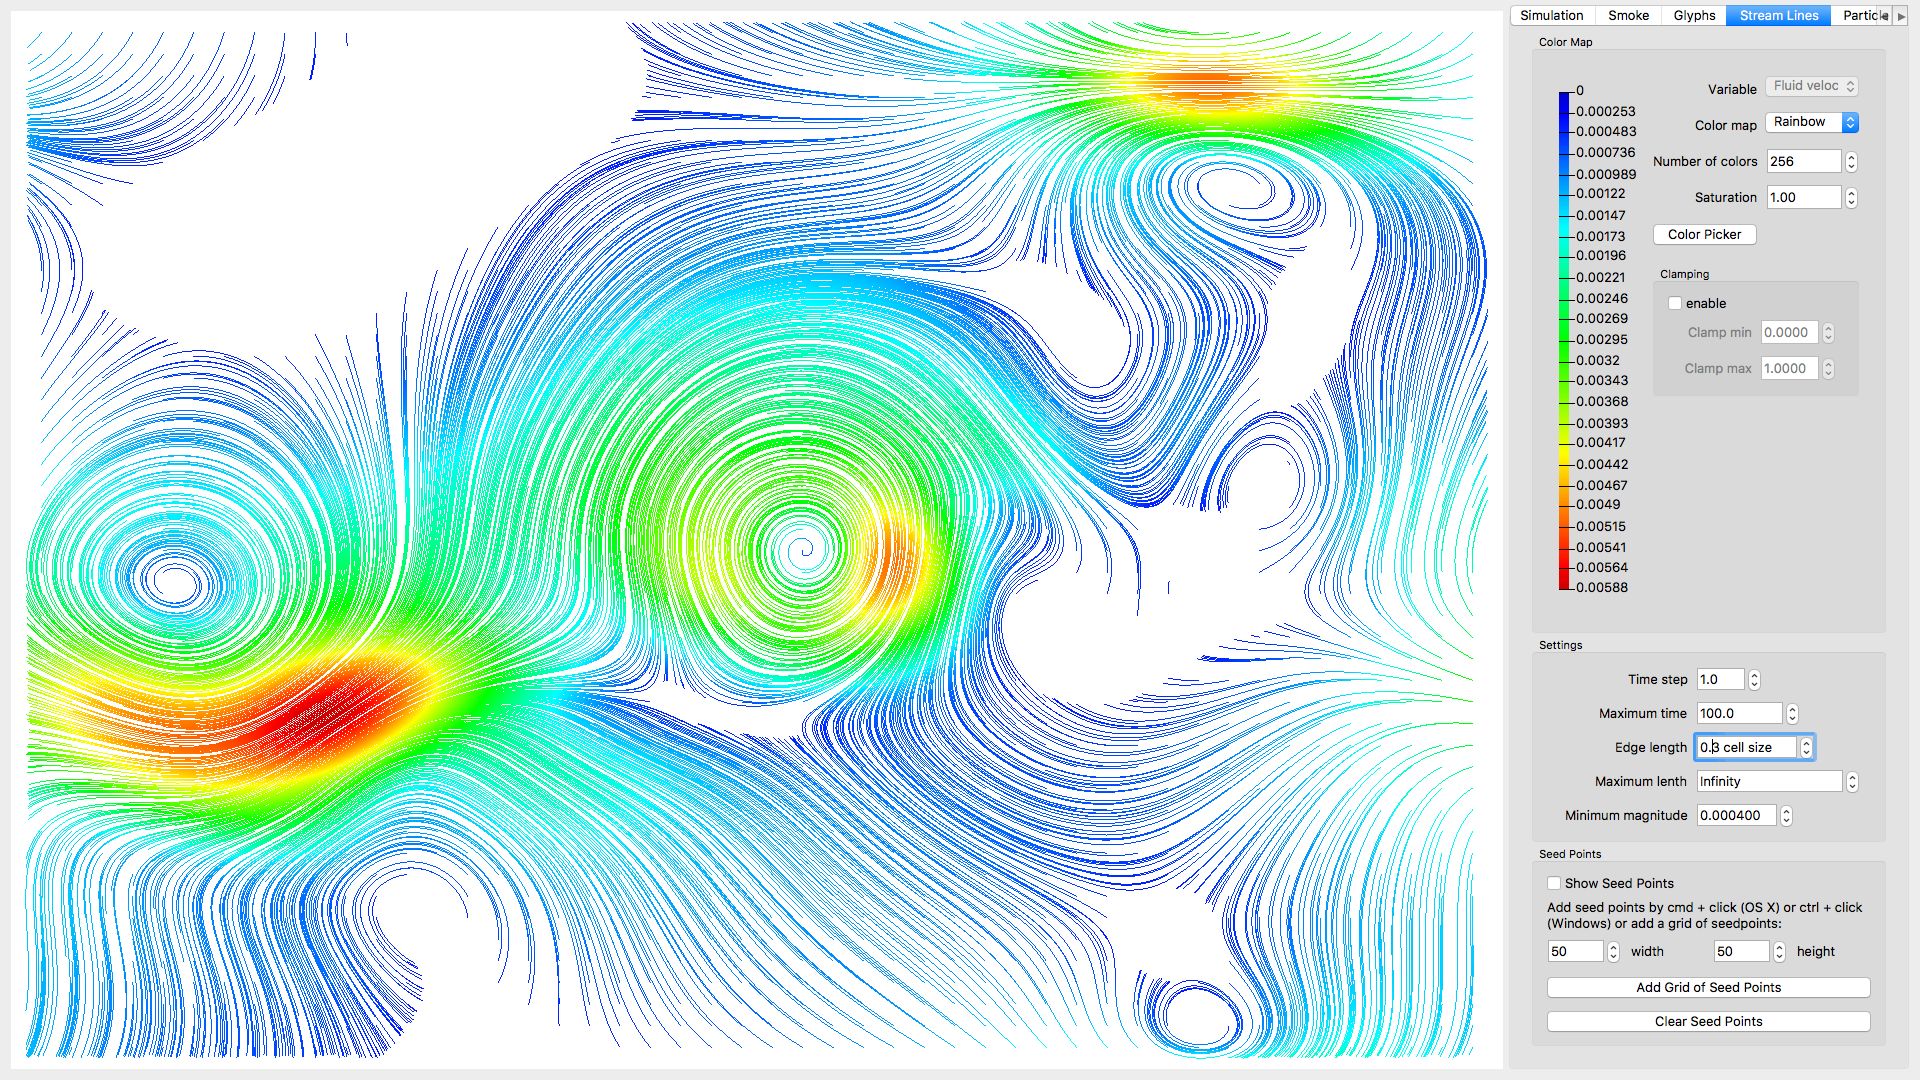 Simulation Smoke Glyphs Stream Lines
Color Map
0
0.000253
0.000483
0.000736
0.000989
0.00122
0.00147
0.00173
0.00196
0.00221
0.00246
0.00269
0.00295
0.0032
0.00343
0.00368
0.00393
0.00417
0.00442
0.00467
0.0049
0.00515
0.00541
0.00564
0.00588
Variable Fluid veloc
Color map Rainbow
Number of colors 256
Saturation 1.00
Color Picker
Clamping
enable
Clamp min 0.0000
Clamp max 1.0000
Settings
Time step 1.0
Maximum time 100.0
Edge length 0.3 cell size
Maximum lenth Infinity
Minimum magnitude 0.000400
Seed Points
Show Seed Points
Add seed points by cmd + click (OS X) or ctrl + click
(Windows) or add a grid of seedpoints:
50 width 50 height
Add Grid of Seed Points
Clear Seed Points